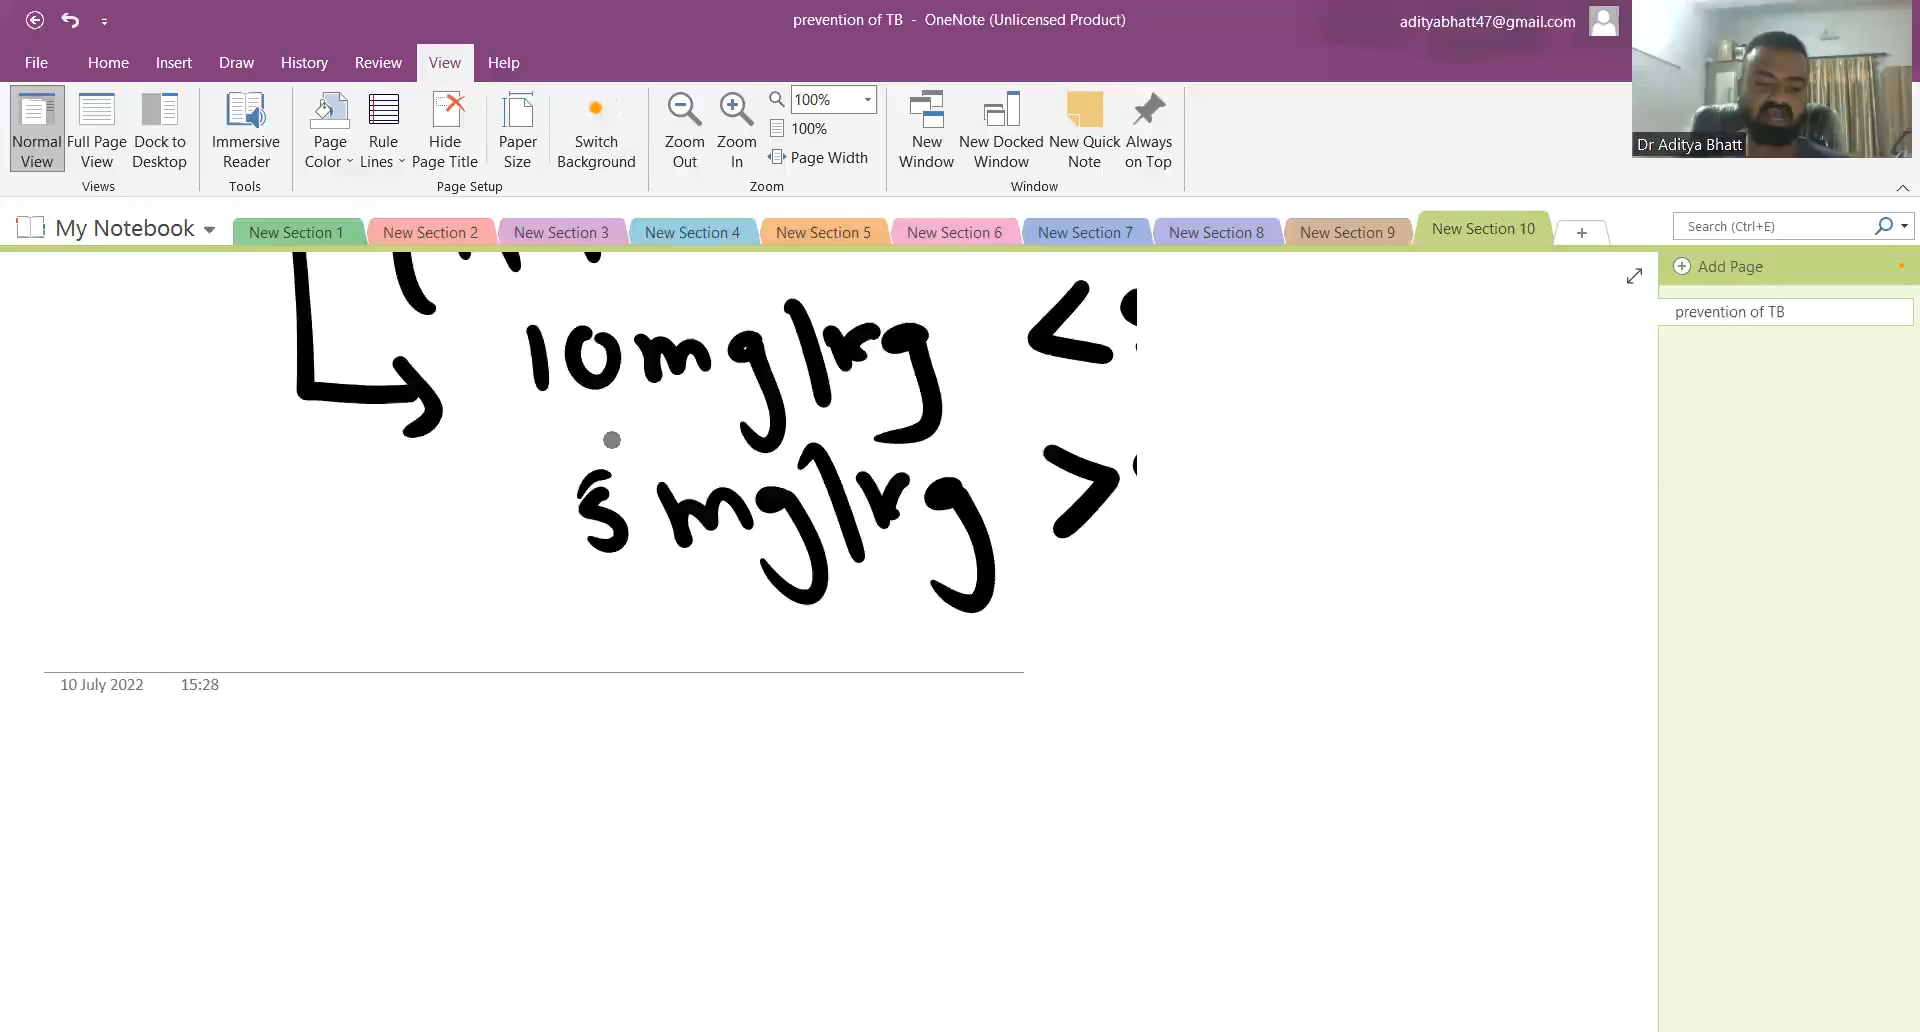 prevention of TB - OneNote (Unlicensed Product)
adityabhatt47@gmail.com
File Home Insert Draw History Review View Help
Normal View
Full Page View
Dock to Desktop
Immersive Reader
Page Color
Rule Lines
Hide Page Title
Paper Size
Switch Background
Zoom Out
Zoom In
100%
100%
Page Width
New Window
New Docked Window
New Quick Note
Always on Top
Views Tools Page Setup Zoom Window
Dr Aditya Bhatt
My Notebook New Section 1 New Section 2 New Section 3 New Section 4 New Section 5 New Section 6 New Section 7 New Section 8 New Section 9 New Section 10 +
Search (Ctrl+E)
Add Page
prevention of TB
10mg/kg <
5 mg/kg >
10 July 2022 15:28